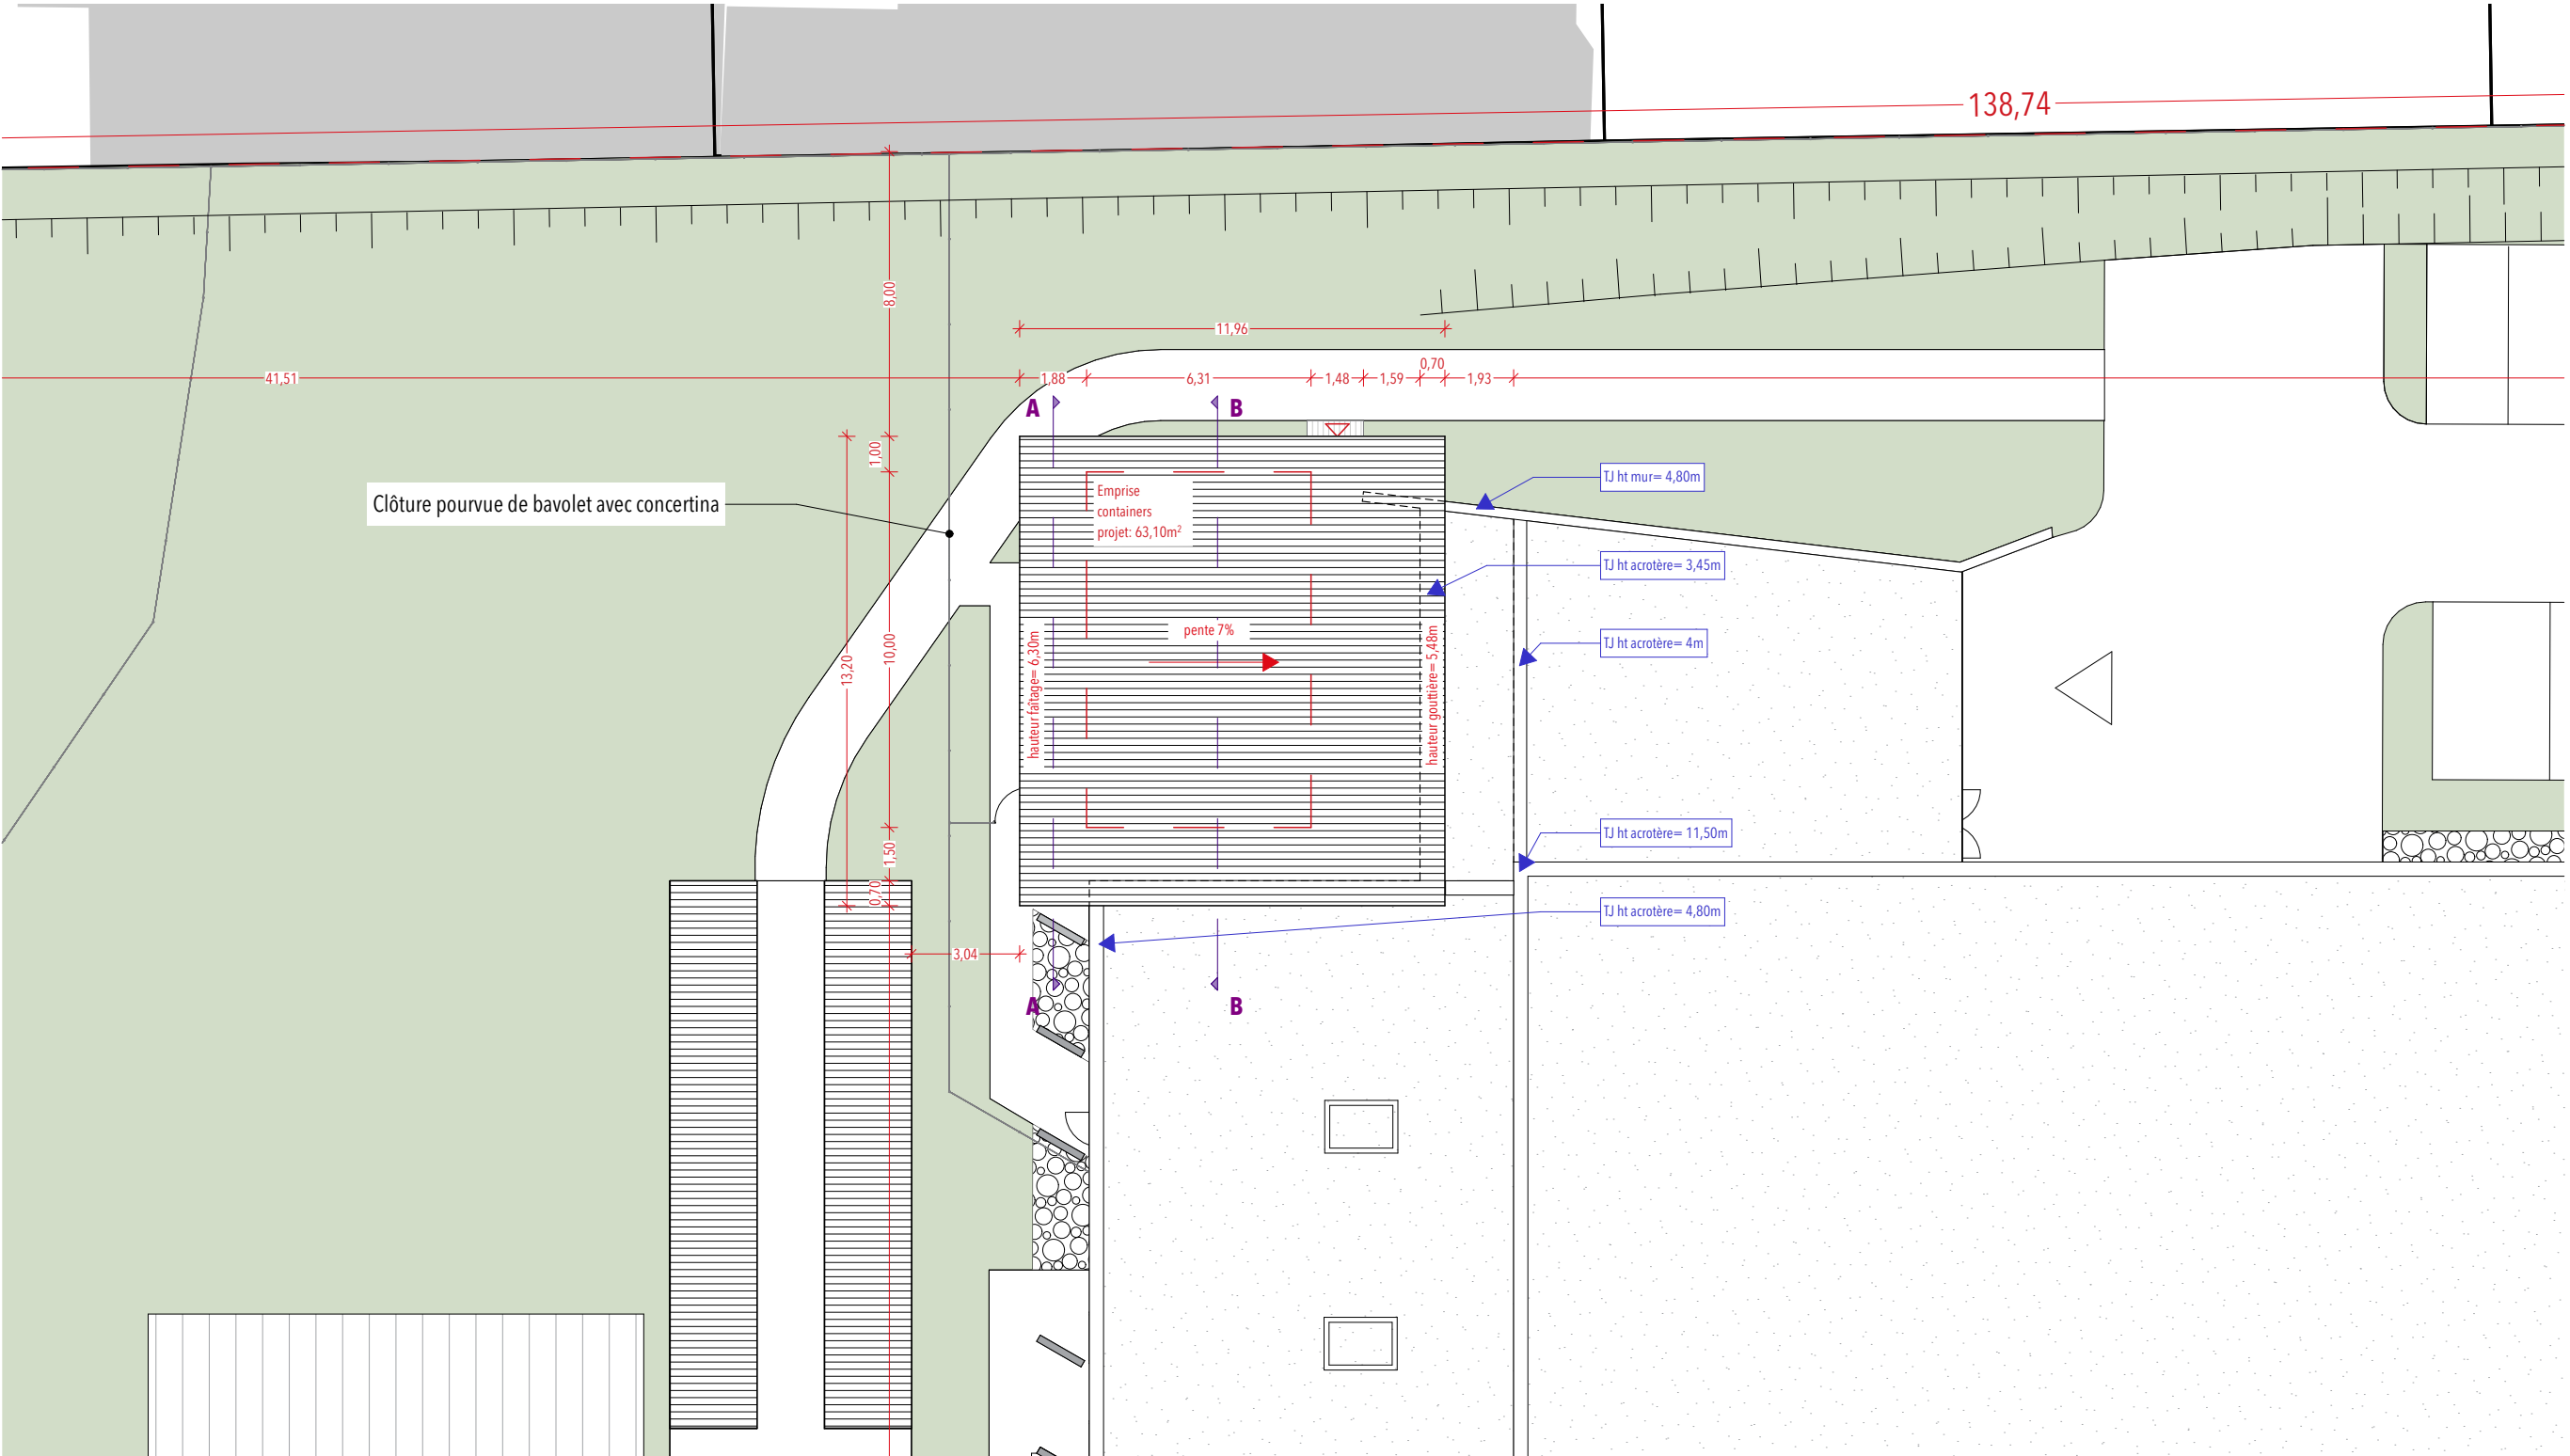 138,74
8,00
11,96
0,70
41,51
1,88
6,31
1,48
1,59
1,93
A
B
1,00
TJ ht mur= 4,80m
Emprise
containers
projet: 63,10m²
Clôture pourvue de bavolet avec concertina
TJ ht acrotère= 3,45m
pente 7%
TJ ht acrotère= 4m
hauteur faîtage= 6,30m
hauteur gouttière= 5,48m
13,20
10,00
TJ ht acrotère= 11,50m
1,50
0,70
TJ ht acrotère= 4,80m
3,04
A
B